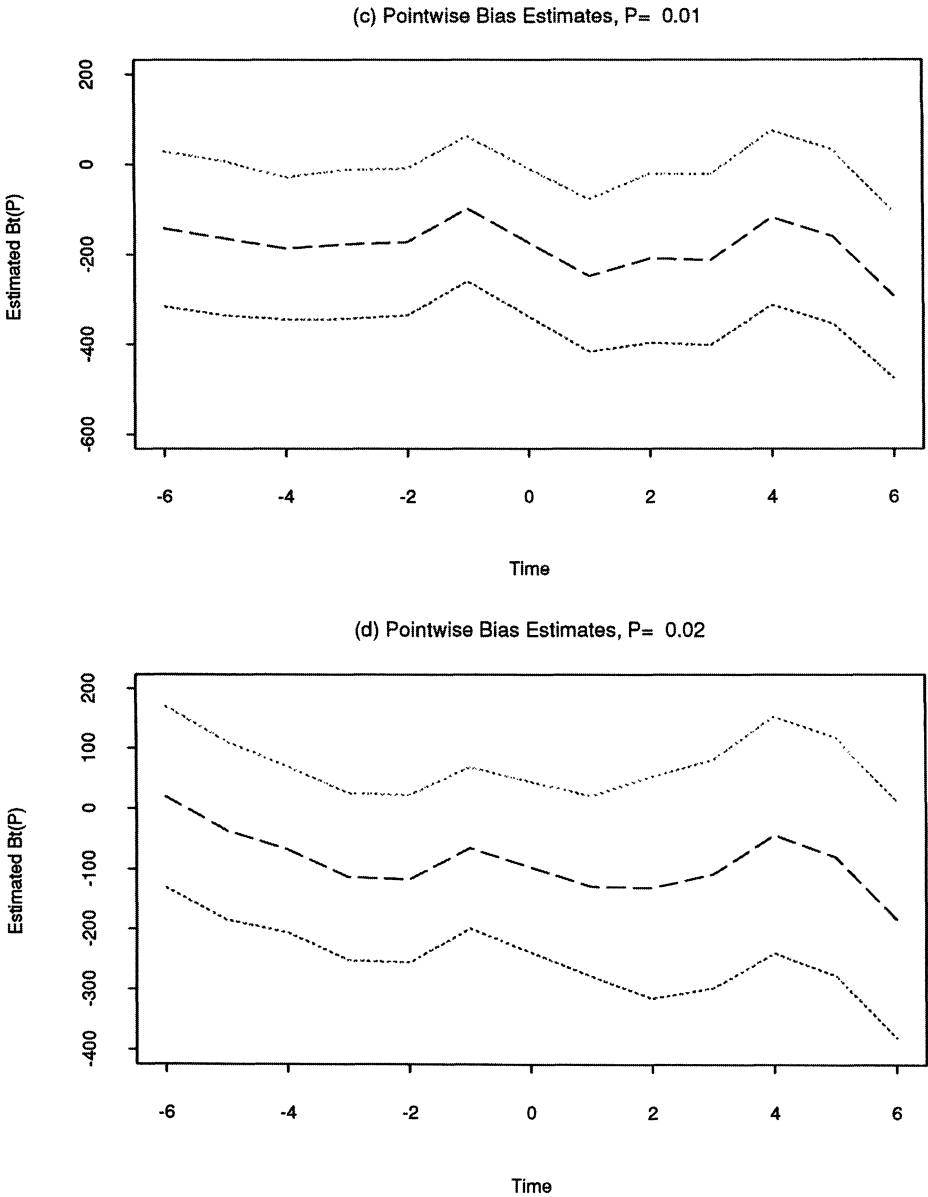 (c) Pointwise Bias Estimates, P= 0.01
Estimated Bt(P)
200
0
-200
-400
-600
-6 -4 -2 0 2 4 6
Time
(d) Pointwise Bias Estimates, P= 0.02
Estimated Bt(P)
200
100
0
-100
-200
-300
-400
-6 -4 -2 0 2 4 6
Time